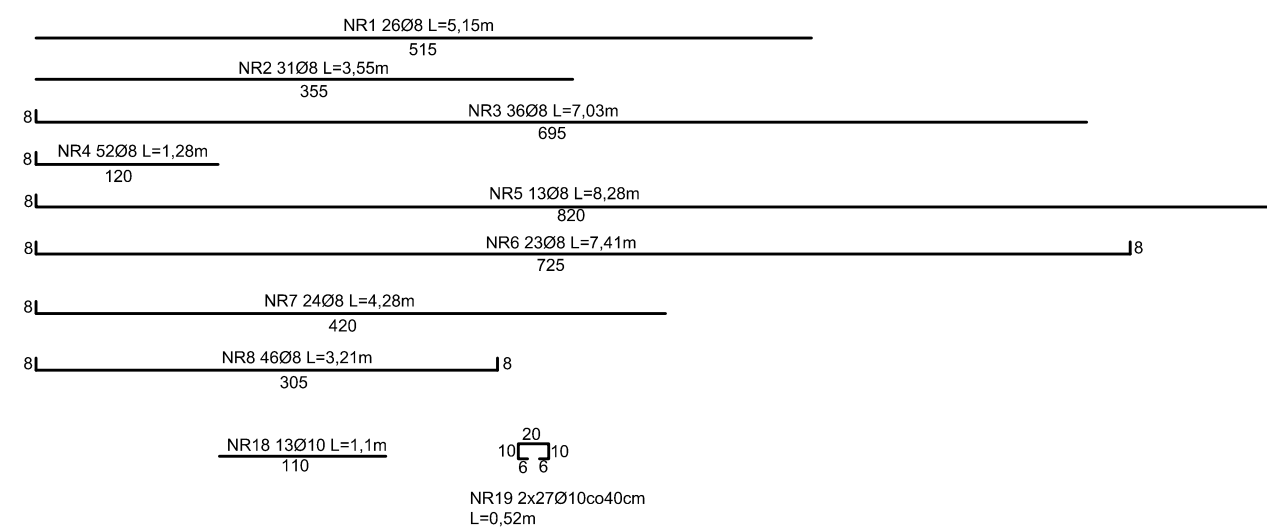 NR1 26Ø8 L=5,15m
515
NR2 31Ø8 L=3,55m
355
NR3 36Ø8 L=7,03m
8
695
NR4 52Ø8 L=1,28m
8
120
NR5 13Ø8 L=8,28m
8
820
NR6 23Ø8 L=7,41m
8 8
725
NR7 24Ø8 L=4,28m
8
420
NR8 46Ø8 L=3,21m
8 8
305
NR18 13Ø10 L=1,1m
110
20
10 10
6 6
NR19 2x27Ø10co40cm
L=0,52m